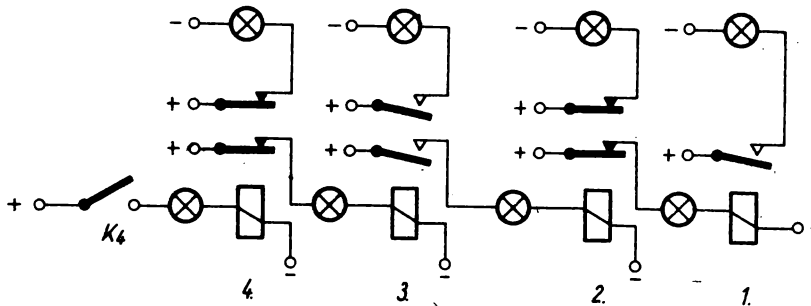 - - - -
+ + +
+ + + +
+ K4
- - -
4. 3. 2. 1.